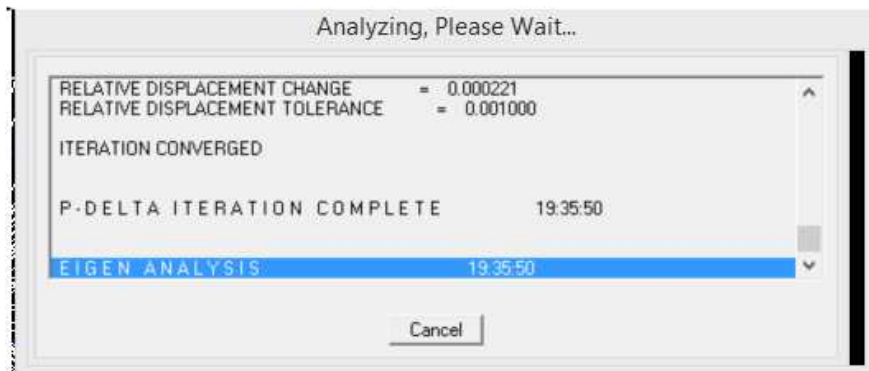 Analyzing, Please Wait...
RELATIVE DISPLACEMENT CHANGE = 0.000221
RELATIVE DISPLACEMENT TOLERANCE = 0.001000
ITERATION CONVERGED
P-DELTA ITERATION COMPLETE 19:35:50
EIGEN ANALYSIS 19:35:50
Cancel